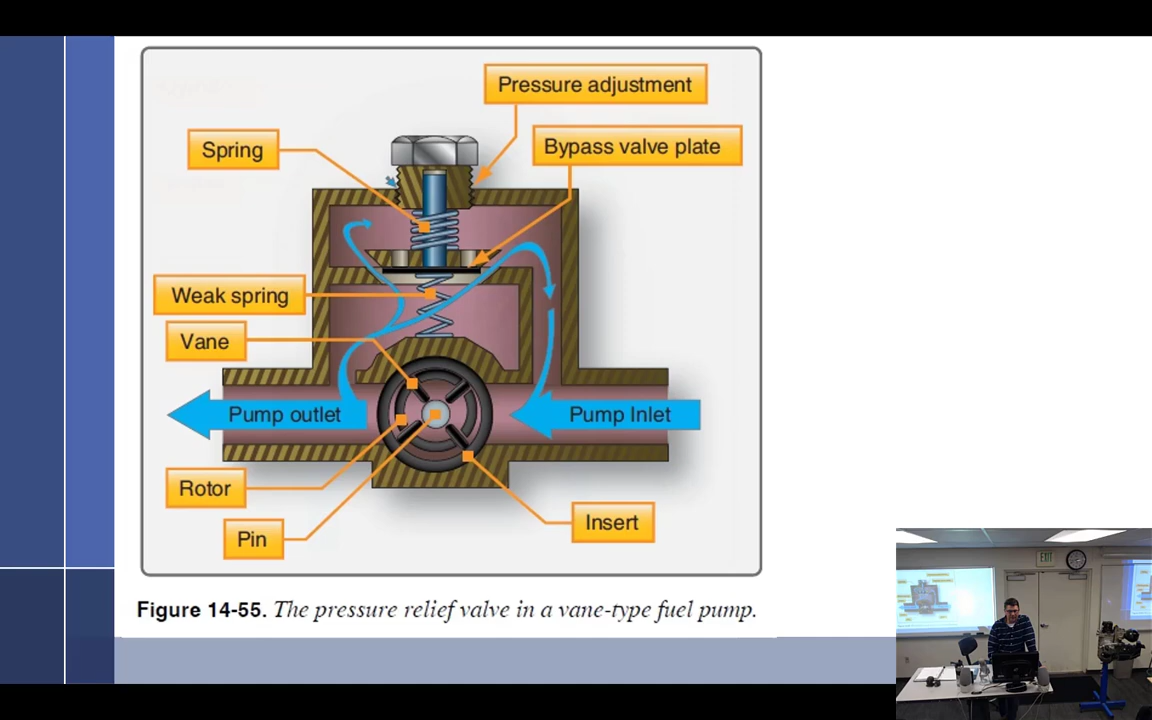 Pressure adjustment
Spring
Bypass valve plate
Weak spring
Vane
Pump outlet
Pump Inlet
Rotor
Pin
Insert
Figure 14-55. The pressure relief valve in a vane-type fuel pump.
EXIT